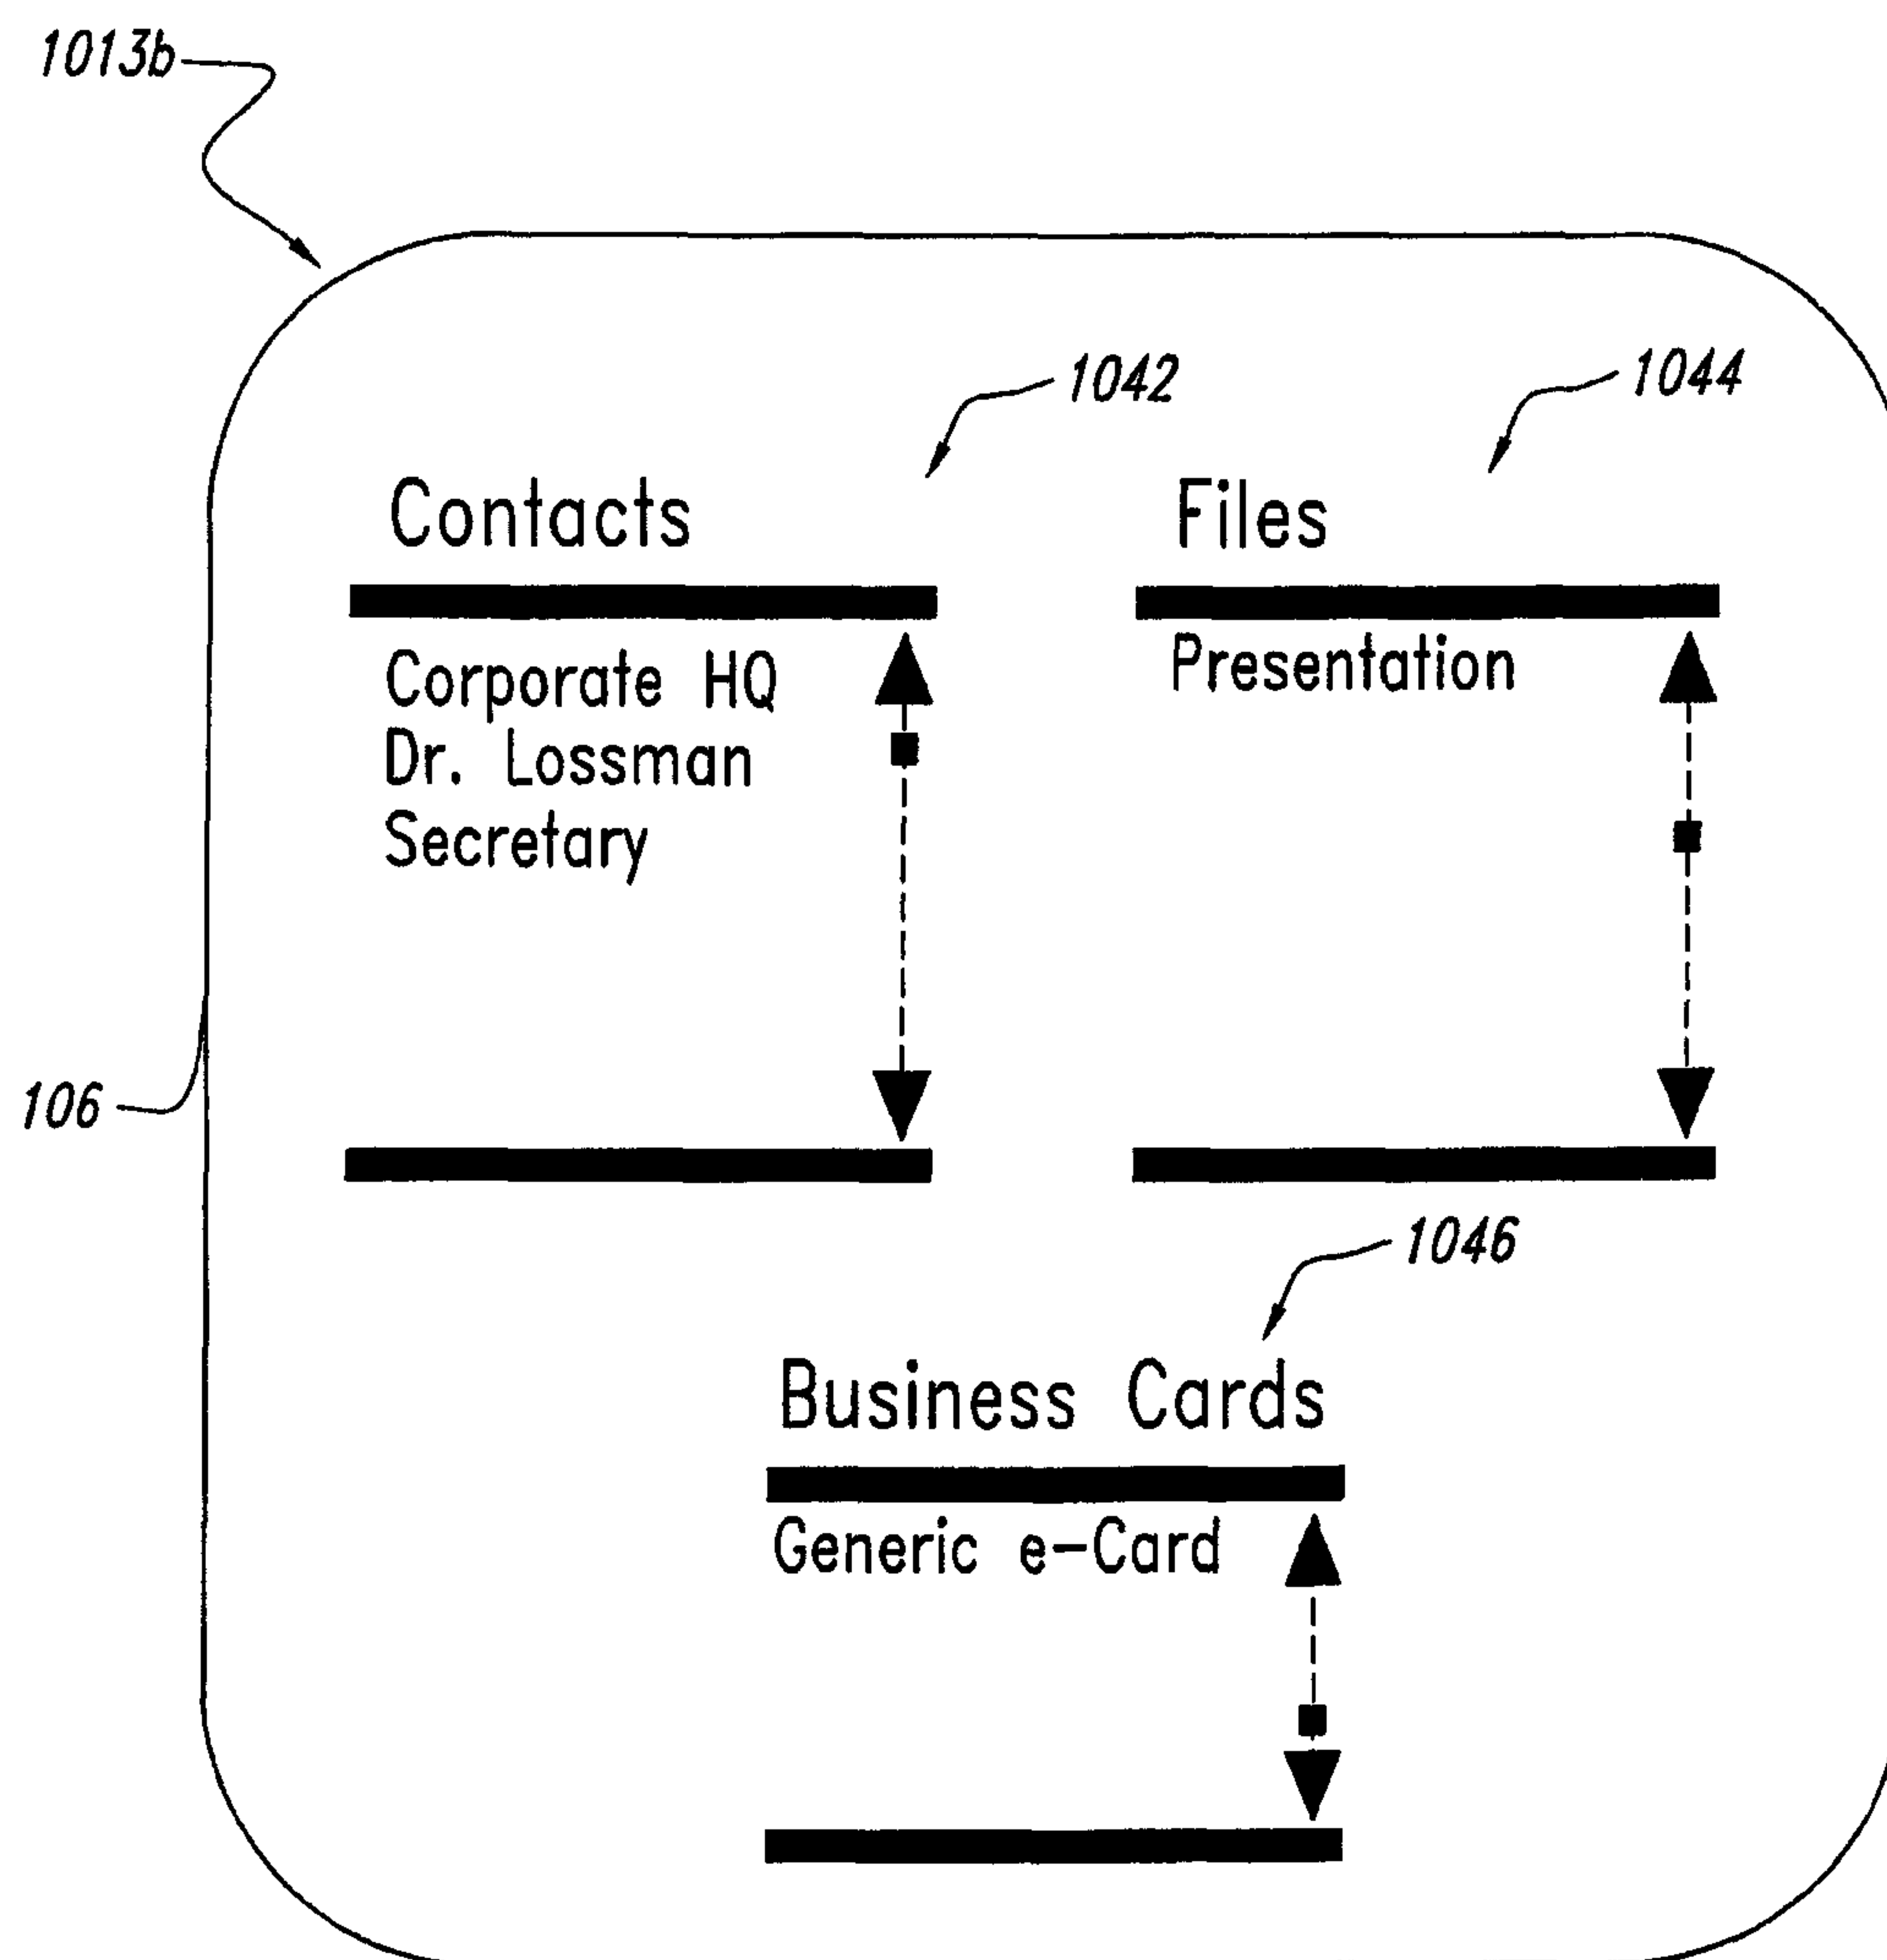 1013b
1042
1044
Contacts
Files
Corporate HQ
Dr. Lossman
Secretary
Presentation
106
1046
Business Cards
Generic e-Card